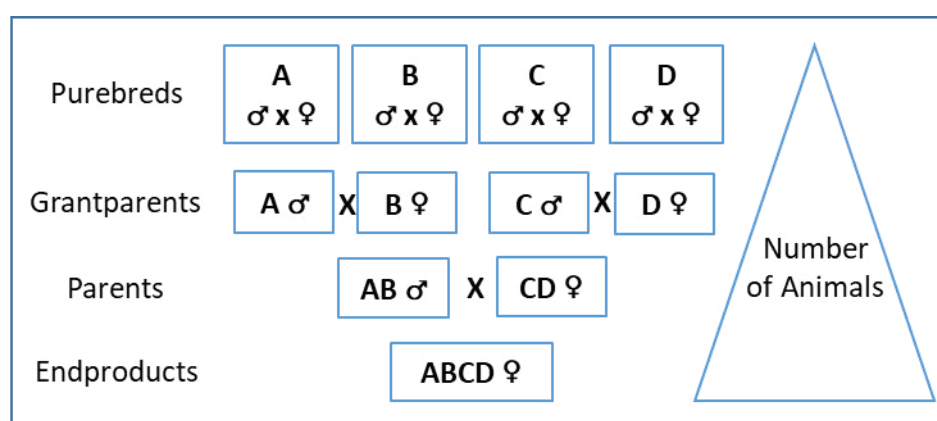 A B C D
Purebreds ♂ x ♀ ♂ x ♀ ♂ x ♀ ♂ x ♀
Grantparents A ♂ X B ♀ C ♂ X D ♀
Number
of Animals
Parents AB ♂ X CD ♀
Endproducts ABCD ♀